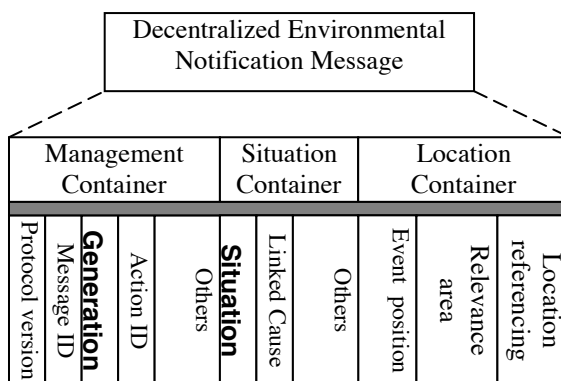 Decentralized Environmental
Notification Message
Management
Container
Situation
Container
Location
Container
Protocol version
Message ID
Generation
Action ID
Others
Situation
Linked Cause
Others
Event position
Relevance
area
Location
referencing